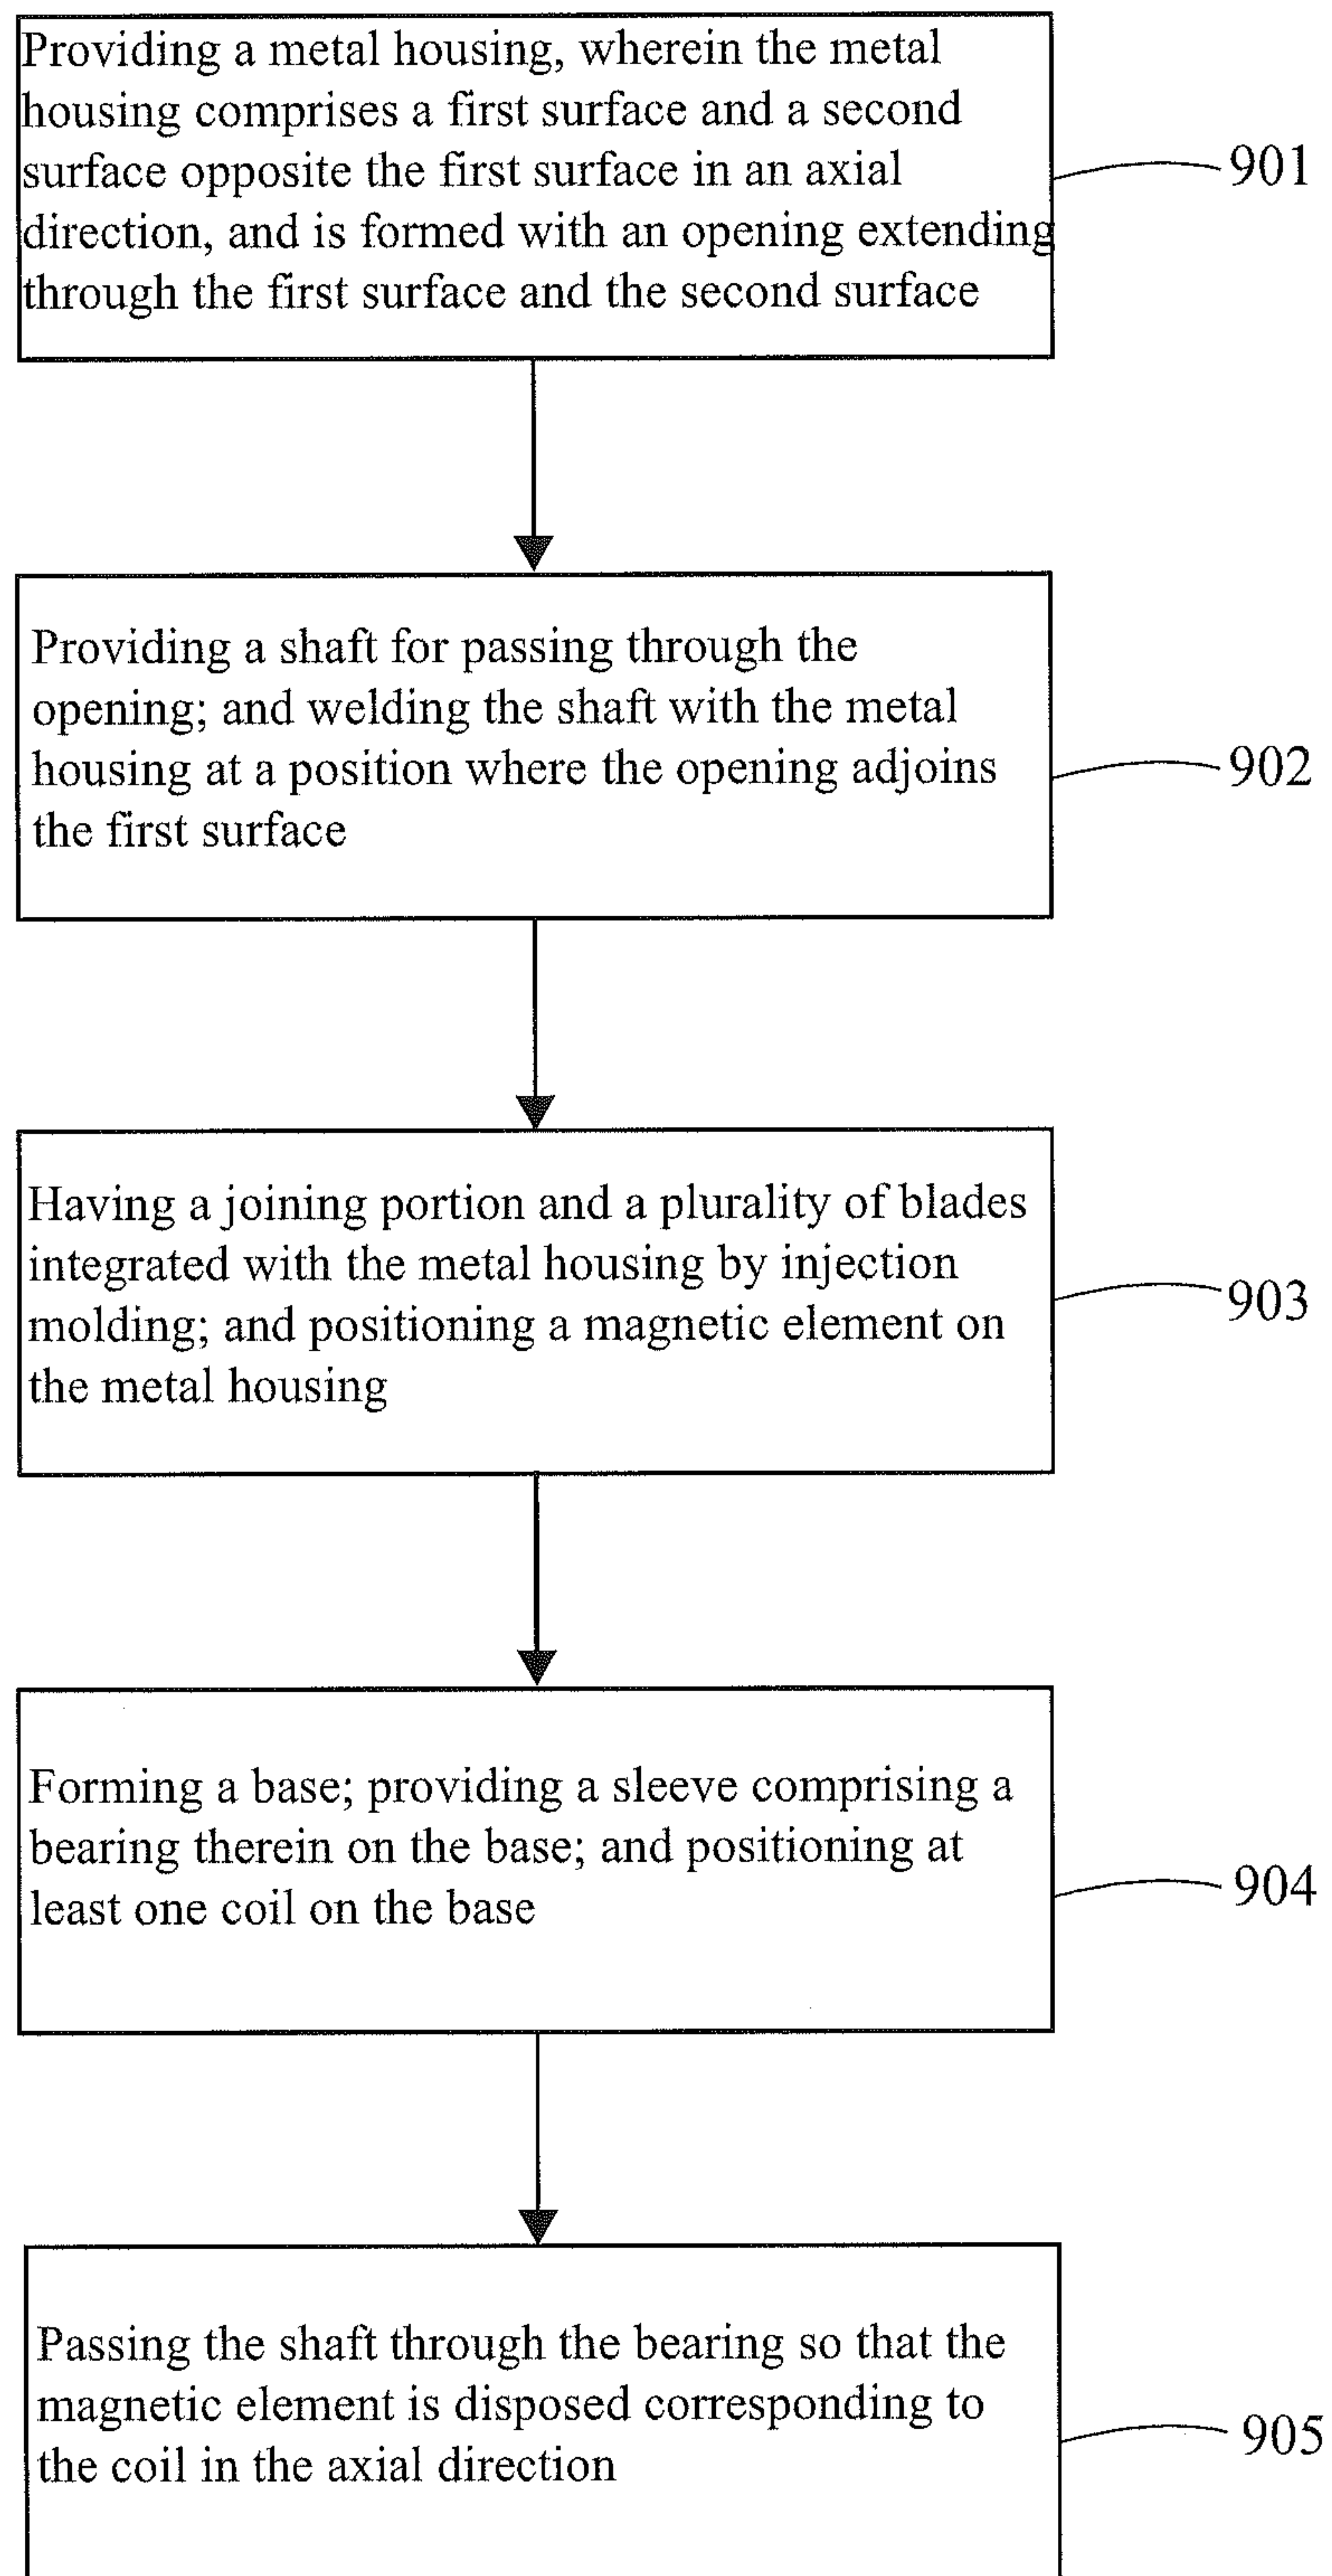 Providing a metal housing, wherein the metal
housing comprises a first surface and a second
surface opposite the first surface in an axial
direction, and is formed with an opening extending
through the first surface and the second surface
901
Providing a shaft for passing through the
opening; and welding the shaft with the metal
housing at a position where the opening adjoins
the first surface
902
Having a joining portion and a plurality of blades
integrated with the metal housing by injection
molding; and positioning a magnetic element on
the metal housing
903
Forming a base; providing a sleeve comprising a
bearing therein on the base; and positioning at
least one coil on the base
904
Passing the shaft through the bearing so that the
magnetic element is disposed corresponding to
the coil in the axial direction
905